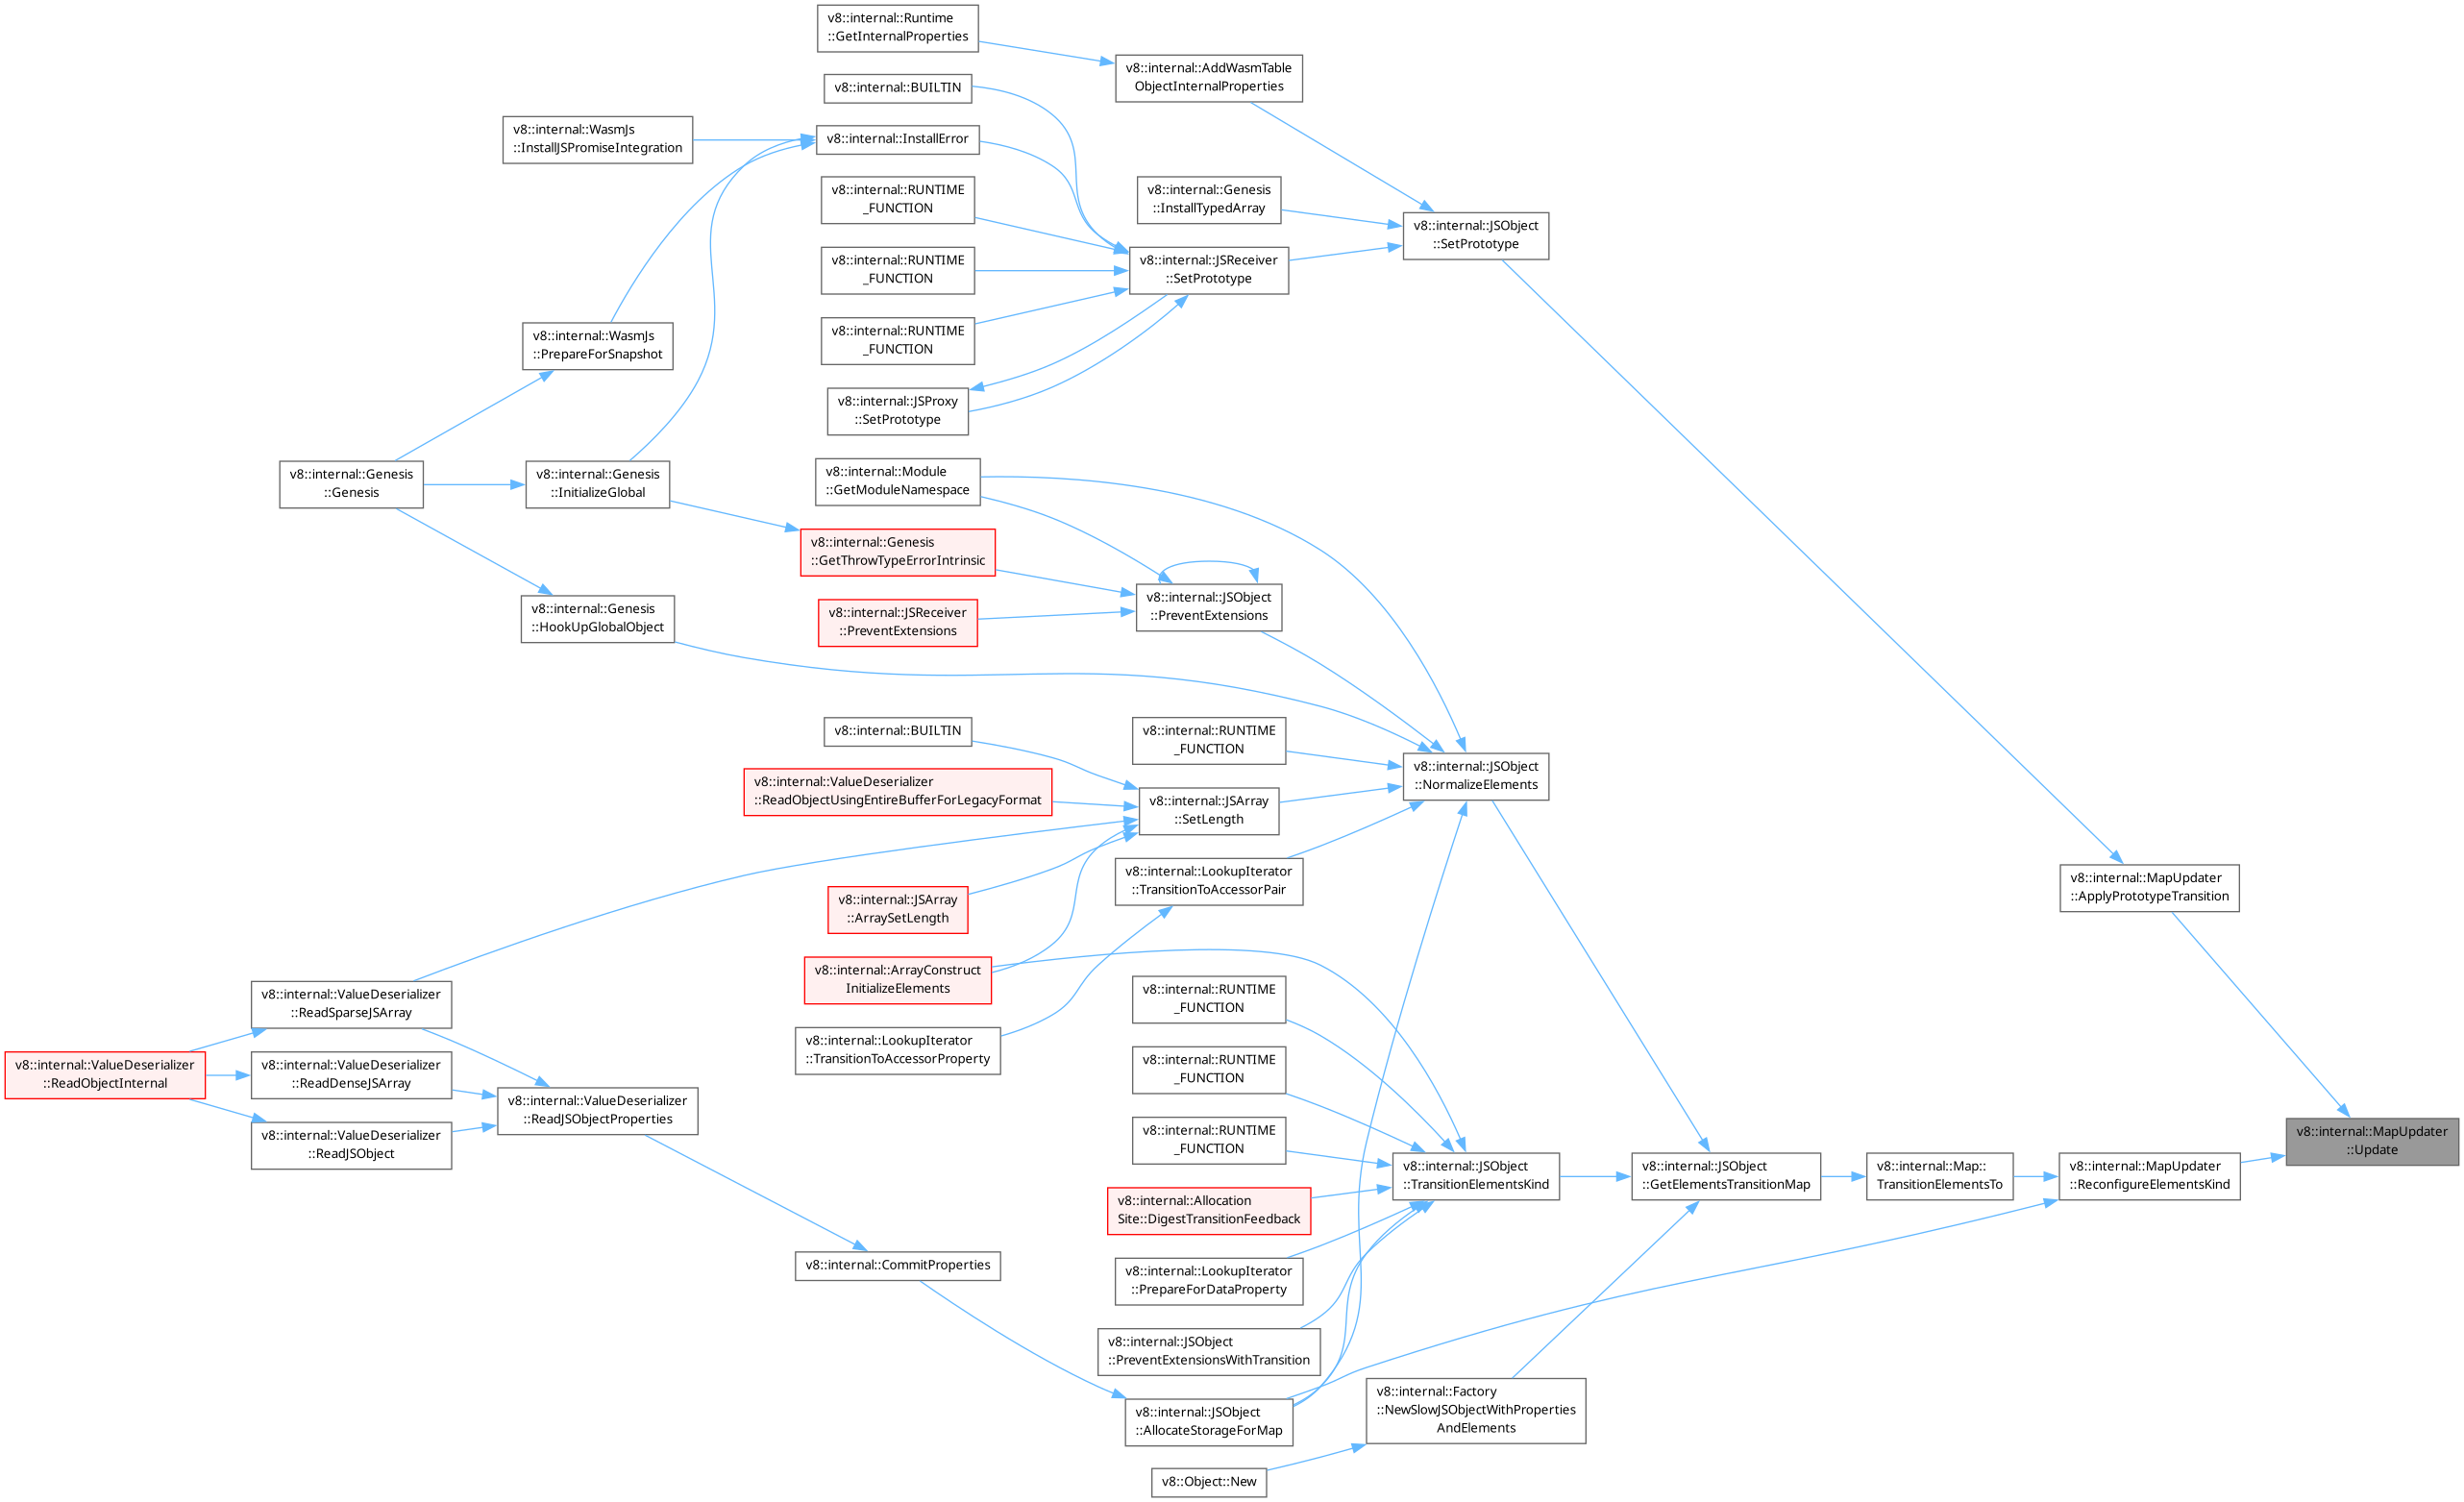 v8::internal::Runtime
::GetInternalProperties
v8::internal::AddWasmTable
ObjectInternalProperties
v8::internal::BUILTIN
v8::internal::WasmJs
::InstallJSPromiseIntegration
v8::internal::InstallError
v8::internal::RUNTIME
_FUNCTION
v8::internal::Genesis
::InstallTypedArray
v8::internal::JSObject
::SetPrototype
v8::internal::RUNTIME
_FUNCTION
v8::internal::JSReceiver
::SetPrototype
v8::internal::RUNTIME
_FUNCTION
v8::internal::WasmJs
::PrepareForSnapshot
v8::internal::JSProxy
::SetPrototype
v8::internal::Genesis
::Genesis
v8::internal::Genesis
::InitializeGlobal
v8::internal::Module
::GetModuleNamespace
v8::internal::Genesis
::GetThrowTypeErrorIntrinsic
v8::internal::JSObject
::PreventExtensions
v8::internal::Genesis
::HookUpGlobalObject
v8::internal::JSReceiver
::PreventExtensions
v8::internal::BUILTIN
v8::internal::RUNTIME
_FUNCTION
v8::internal::JSObject
::NormalizeElements
v8::internal::ValueDeserializer
::ReadObjectUsingEntireBufferForLegacyFormat
v8::internal::JSArray
::SetLength
v8::internal::JSArray
::ArraySetLength
v8::internal::LookupIterator
::TransitionToAccessorPair
v8::internal::MapUpdater
::ApplyPrototypeTransition
v8::internal::ArrayConstruct
InitializeElements
v8::internal::ValueDeserializer
::ReadSparseJSArray
v8::internal::RUNTIME
_FUNCTION
v8::internal::LookupIterator
::TransitionToAccessorProperty
v8::internal::ValueDeserializer
::ReadObjectInternal
v8::internal::ValueDeserializer
::ReadDenseJSArray
v8::internal::RUNTIME
_FUNCTION
v8::internal::ValueDeserializer
::ReadJSObjectProperties
v8::internal::ValueDeserializer
::ReadJSObject
v8::internal::RUNTIME
_FUNCTION
v8::internal::MapUpdater
::Update
v8::internal::JSObject
::TransitionElementsKind
v8::internal::JSObject
::GetElementsTransitionMap
v8::internal::Map::
TransitionElementsTo
v8::internal::MapUpdater
::ReconfigureElementsKind
v8::internal::Allocation
Site::DigestTransitionFeedback
v8::internal::CommitProperties
v8::internal::LookupIterator
::PrepareForDataProperty
v8::internal::JSObject
::PreventExtensionsWithTransition
v8::internal::JSObject
::AllocateStorageForMap
v8::internal::Factory
::NewSlowJSObjectWithProperties
AndElements
v8::Object::New